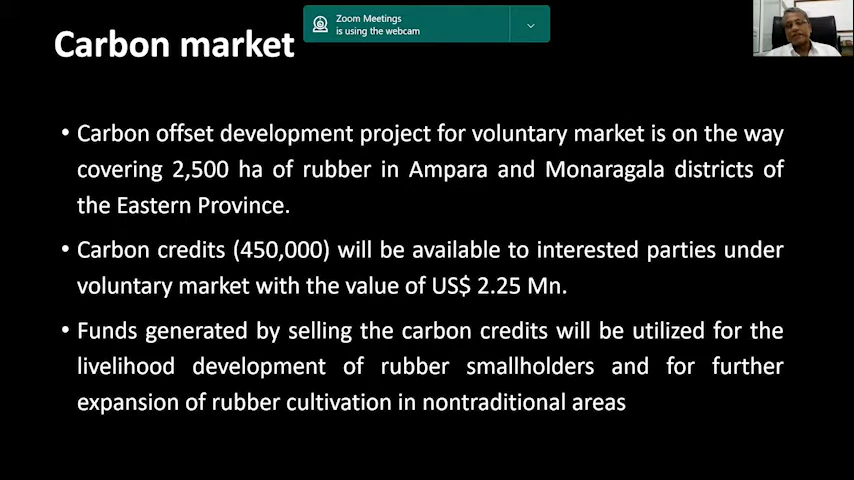 Zoom Meetings
is using the webcam
Carbon market
• Carbon offset development project for voluntary market is on the way
covering 2,500 ha of rubber in Ampara and Monaragala districts of
the Eastern Province.
• Carbon credits (450,000) will be available to interested parties under
voluntary market with the value of US$ 2.25 Mn.
• Funds generated by selling the carbon credits will be utilized for the
livelihood development of rubber smallholders and for further
expansion of rubber cultivation in nontraditional areas